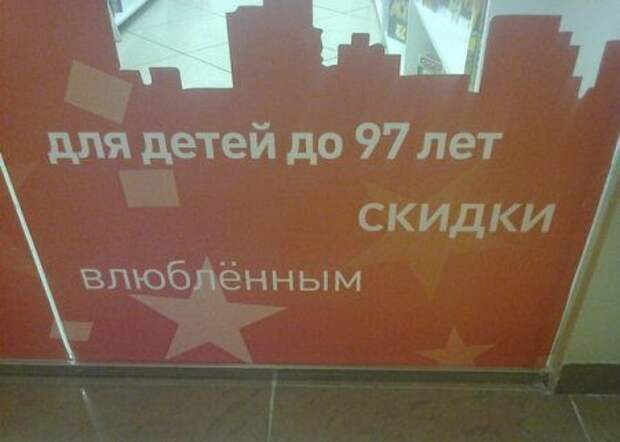 для детей до 97 лет
скидки
влюблённым